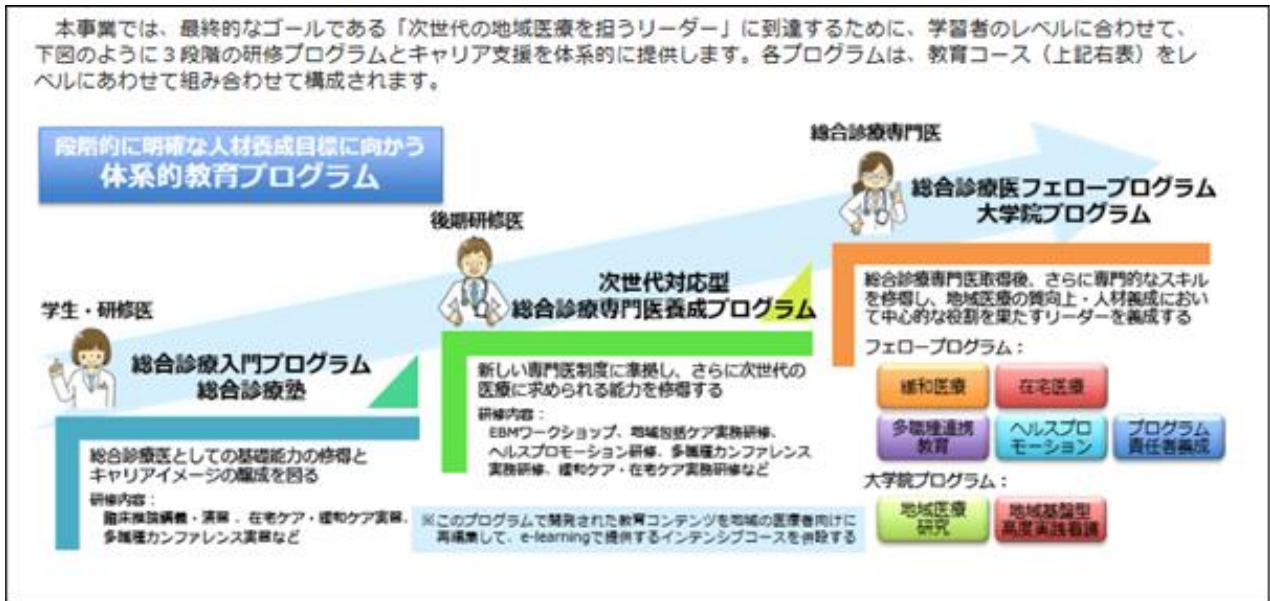 本事業では、最終的なゴールである「次世代の地域医療を担うリーダー」に到達するために、学習者のレベルに合わせて、
下図のように３段階の研修プログラムとキャリア支援を体系的に提供します。各プログラムは、教育コース（上記右表）をレ
ベルにあわせて組み合わせて構成されます。
段階的に明確な人材養成目標に向かう
体系的教育プログラム
学生・研修医
総合診療入門プログラム
総合診療塾
総合診療医としての基礎能力の修得と
キャリアイメージの醸成を図る
研修内容：
臨床推論講義・演習、在宅ケア・緩和ケア実習、
多職種カンファレンス実習など
後期研修医
次世代対応型
総合診療専門医養成プログラム
新しい専門医制度に準拠し、さらに次世代の
医療に求められる能力を修得する
研修内容：
EBMワークショップ、地域包括ケア実務研修、
ヘルスプロモーション研修、多職種カンファレンス
実務研修、緩和ケア・在宅ケア実務研修など
※このプログラムで開発された教育コンテンツを地域の医療者向けに
再編集して、e-learningで提供するインテンシブコースを併設する
総合診療専門医
総合診療医フェロープログラム
大学院プログラム
総合診療専門医取得後、さらに専門的なスキル
を修得し、地域医療の質向上・人材養成におい
て中心的な役割を果たすリーダーを養成する
フェロープログラム：
緩和医療
在宅医療
多職種連携
教育
ヘルスプロ
モーション
プログラム
責任者養成
大学院プログラム：
地域医療
研究
地域基盤型
高度実践看護